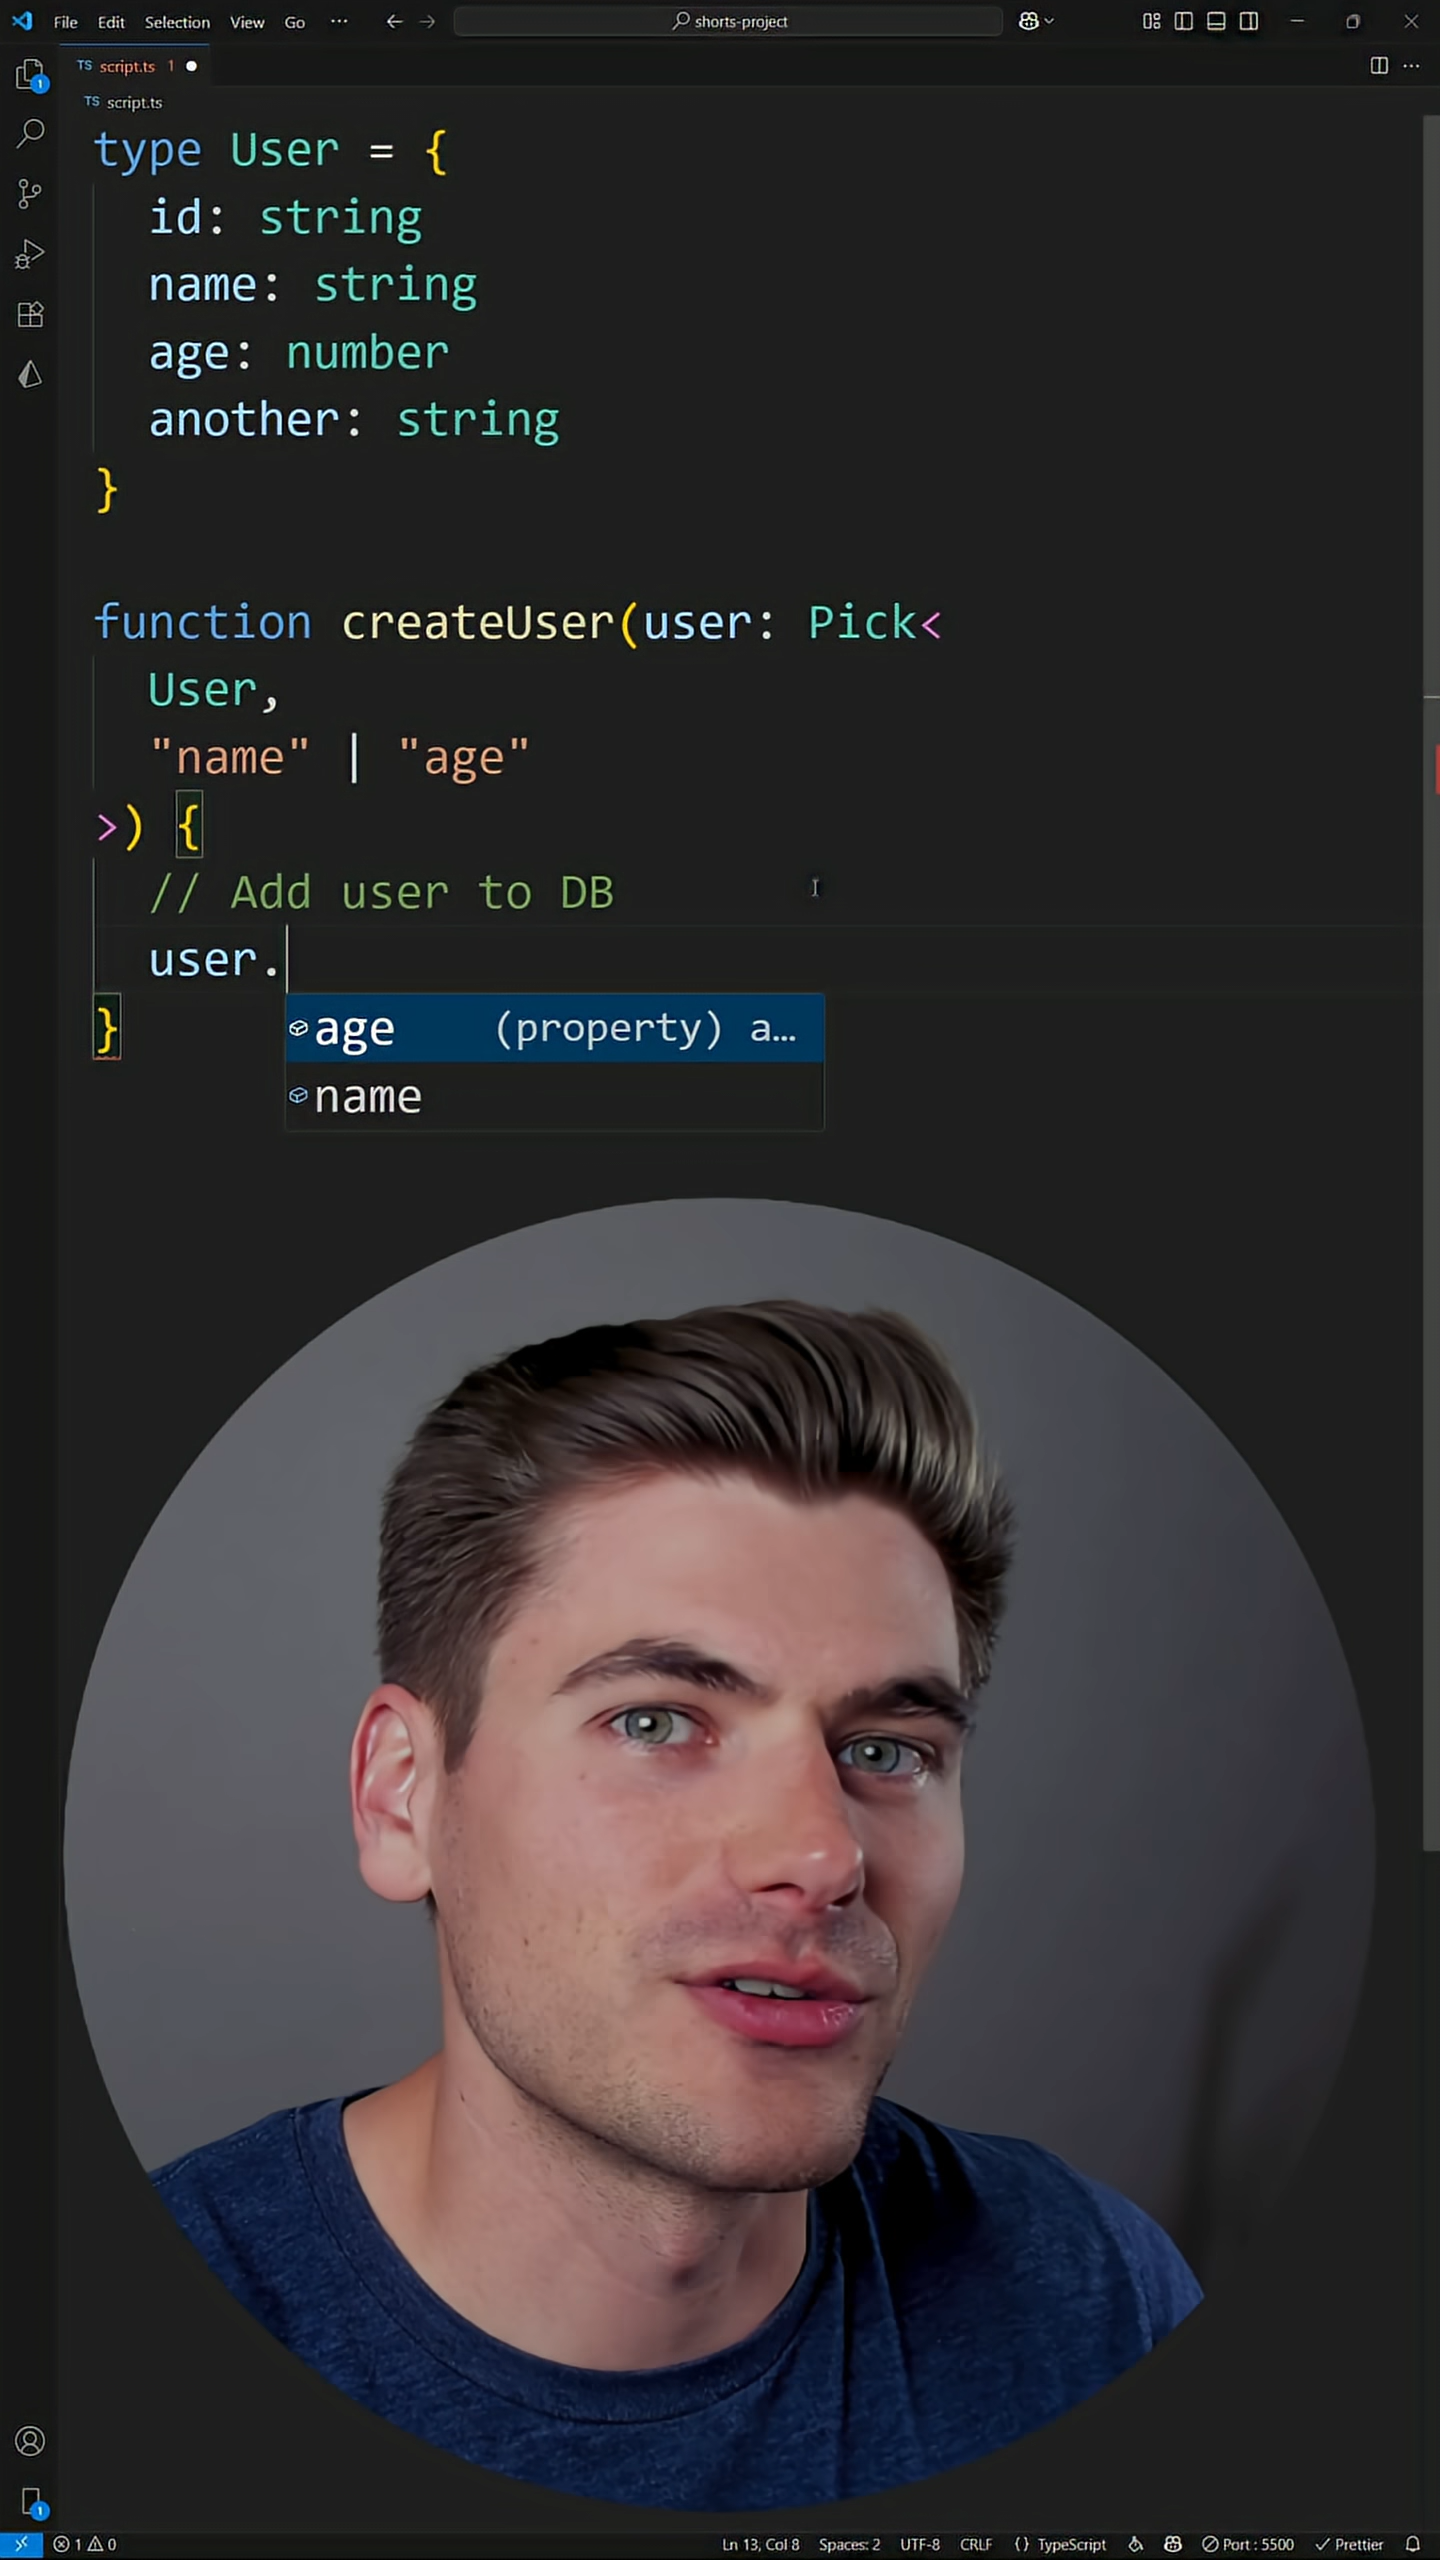 File Edit Selection View Go ··· shorts-project
TS script.ts 1
TS script.ts
type User = {
id: string
name: string
age: number
another: string
}
function createUser(user: Pick<
User,
"name" | "age"
>) {
// Add user to DB
user.
}
age (property) a…
name
1
1
1 0 Ln 13, Col 8 Spaces: 2 UTF-8 CRLF {} TypeScript Port : 5500 Prettier